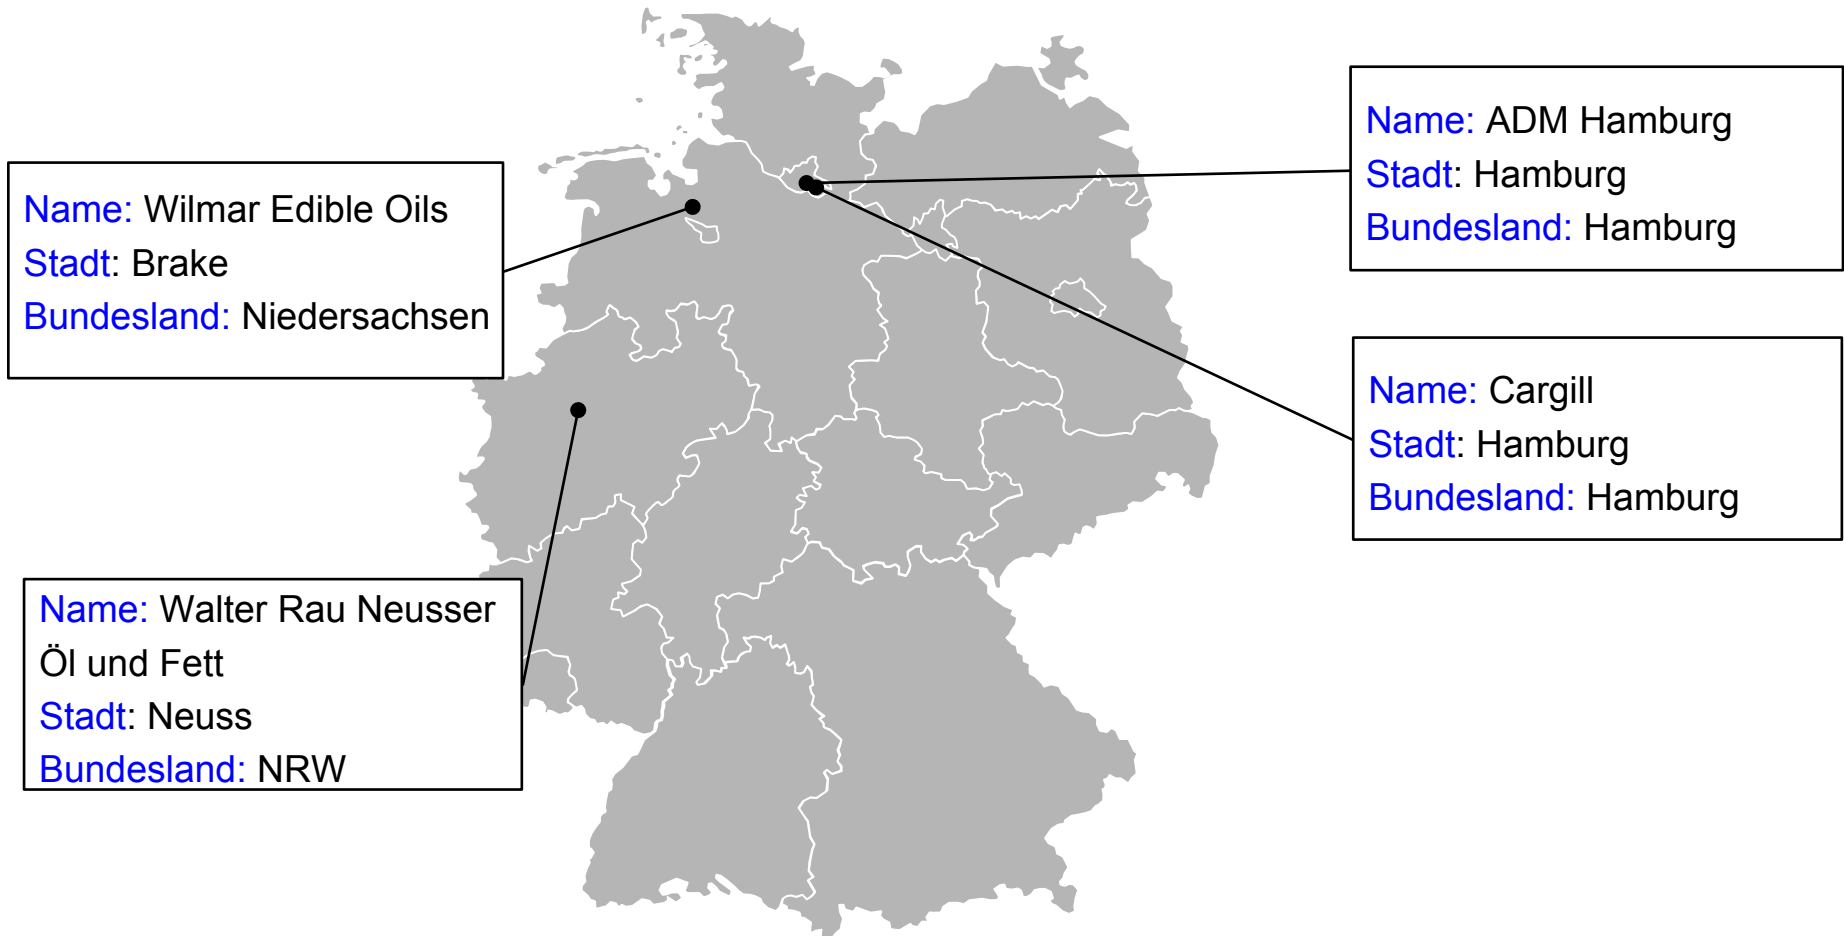 Name: Wilmar Edible Oils
Stadt: Brake
Bundesland: Niedersachsen
Name: Walter Rau Neusser
Öl und Fett
Stadt: Neuss
Bundesland: NRW
Name: ADM Hamburg
Stadt: Hamburg
Bundesland: Hamburg
Name: Cargill
Stadt: Hamburg
Bundesland: Hamburg